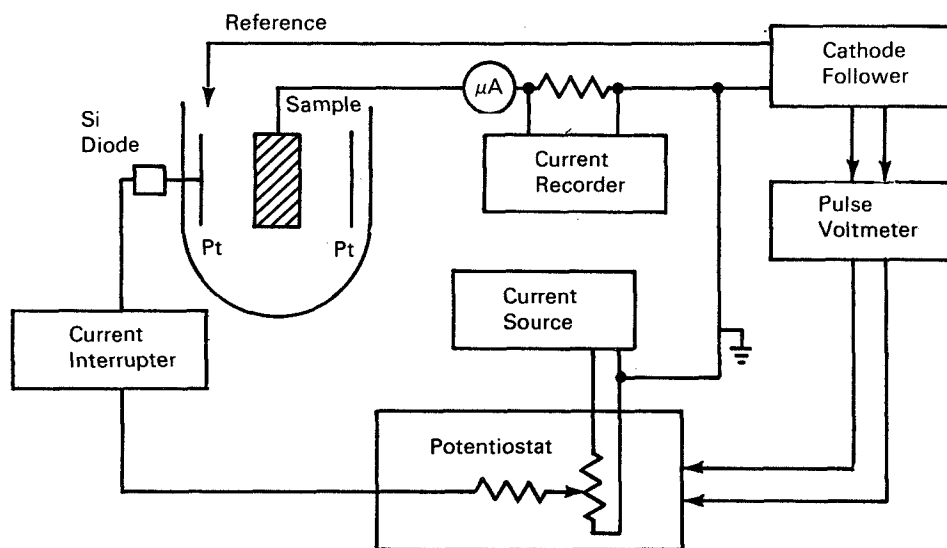 Reference
Cathode
Follower
μA
Sample
Si
Diode
Current
Recorder
Pulse
Voltmeter
Pt
Pt
Current
Source
Current
Interrupter
Potentiostat